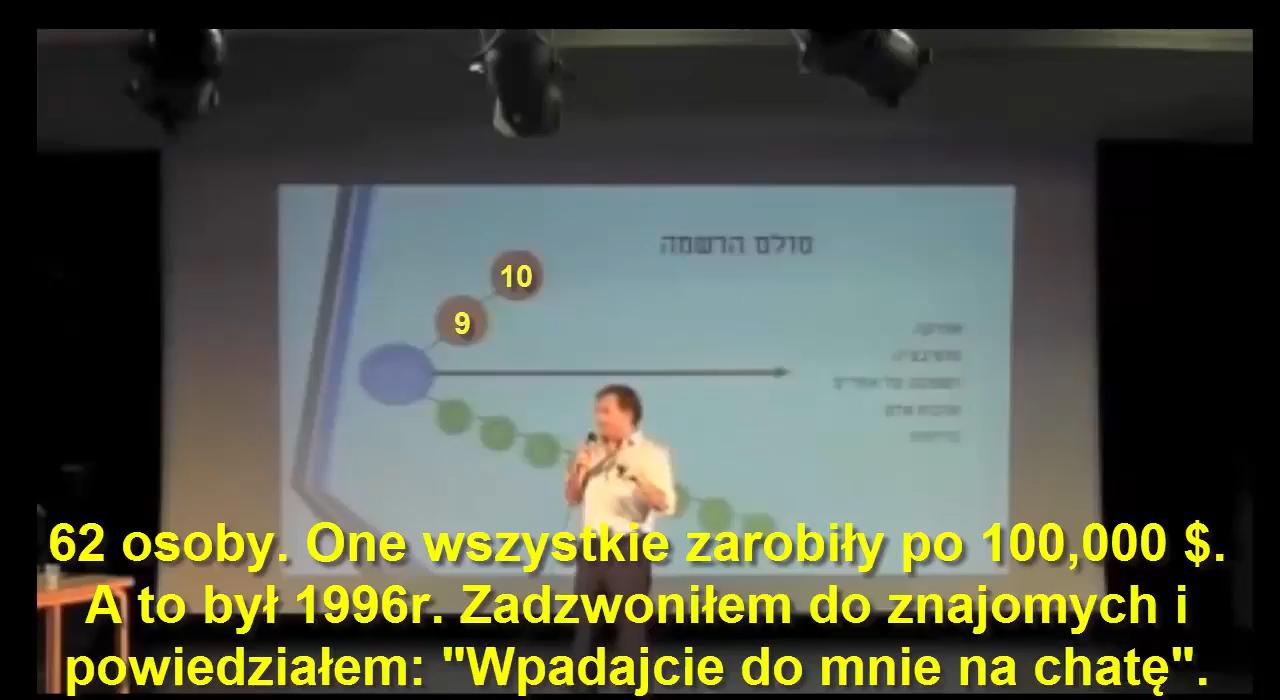 סולם הרשמה
10
9
62 osoby. One wszystkie zarobiły po 100,000 $.
A to był 1996r. Zadzwoniłem do znajomych i
powiedziałem: "Wpadajcie do mnie na chatę".